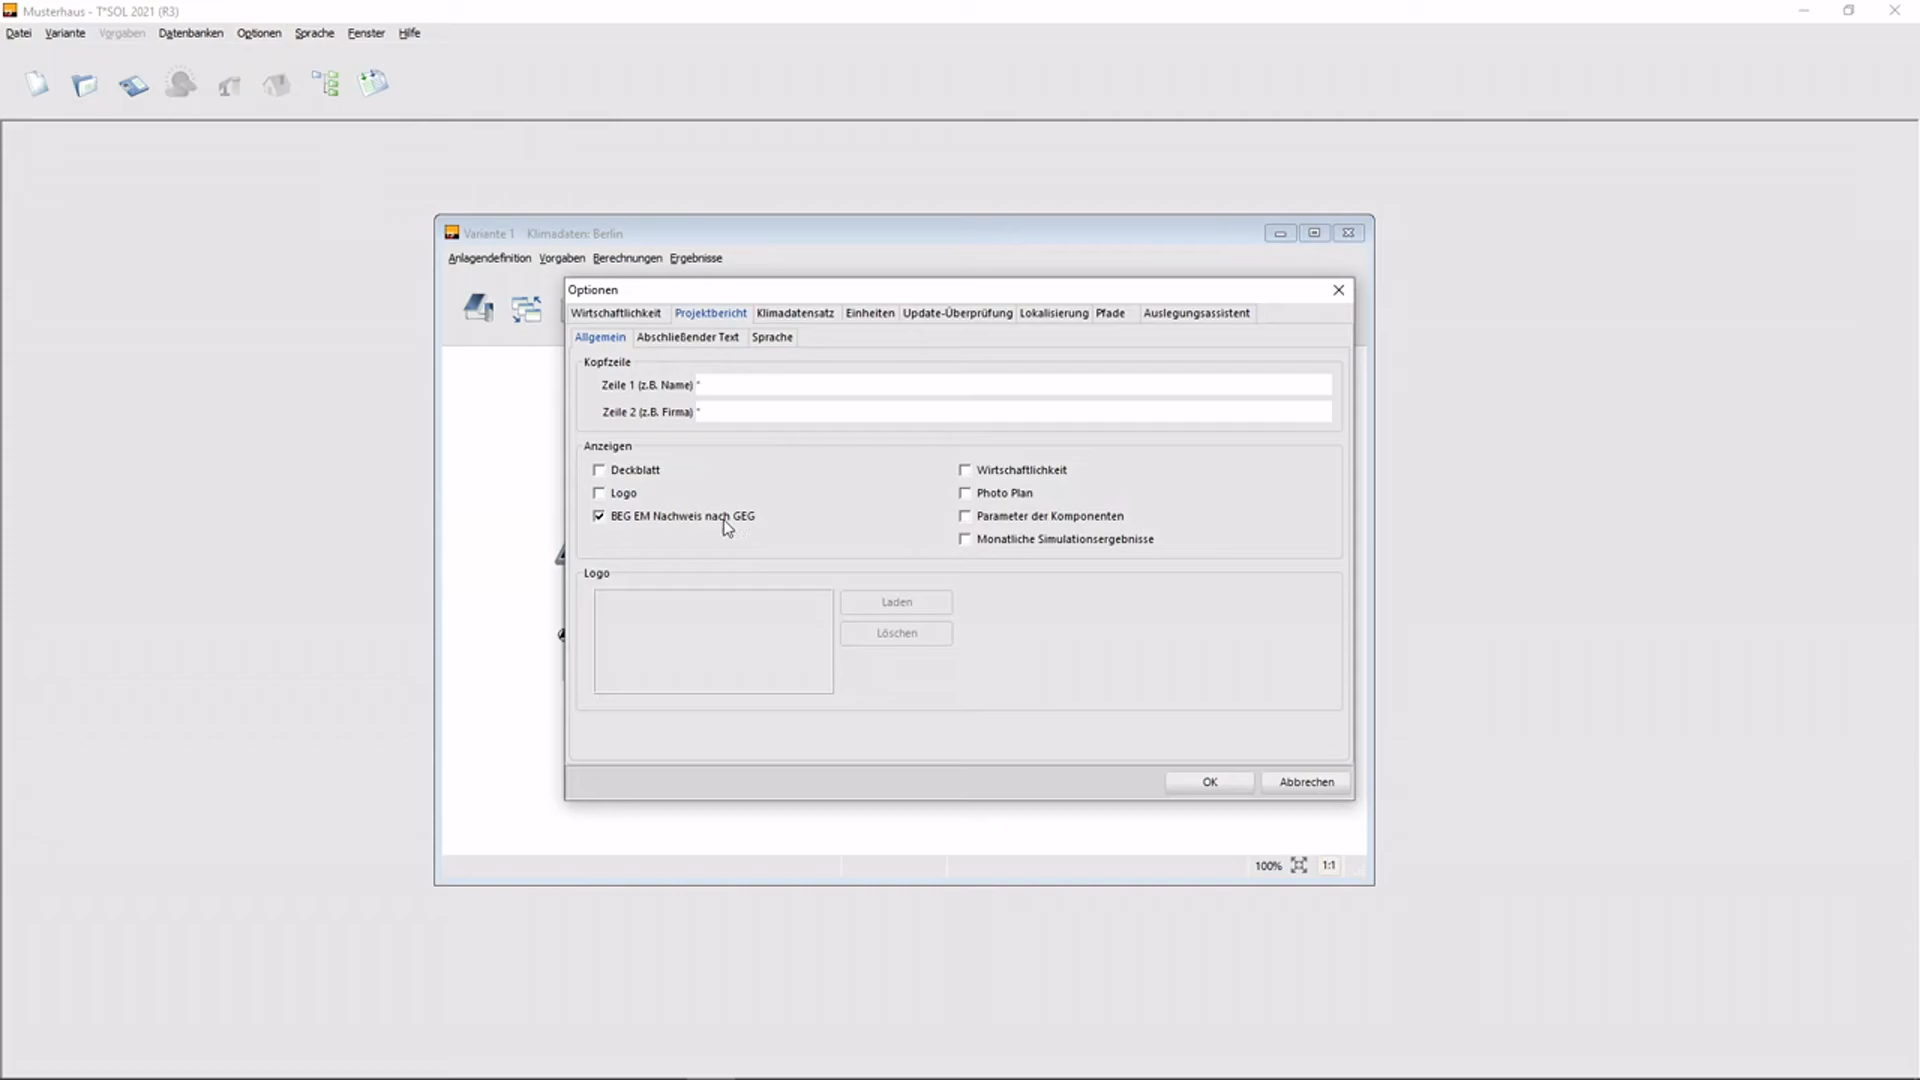 Musterhaus - T*SOL 2021 (R3)
Datei Variante Vorgaben Datenbanken Optionen Sprache Fenster Hilfe
Variante 1 Klimadaten: Berlin
Anlagendefinition Vorgaben Berechnungen Ergebnisse
Optionen
Wirtschaftlichkeit Projektbericht Klimadatensatz Einheiten Update-Überprüfung Lokalisierung Pfade Auslegungsassistent
Allgemein Abschließender Text Sprache
Kopfzeile
Zeile 1 (z.B. Name) *
Zeile 2 (z.B. Firma) *
Anzeigen
Deckblatt Wirtschaftlichkeit
Logo Photo Plan
BEG EM Nachweis nach GEG Parameter der Komponenten
Monatliche Simulationsergebnisse
Logo
Laden
Löschen
OK Abbrechen
100% 1:1